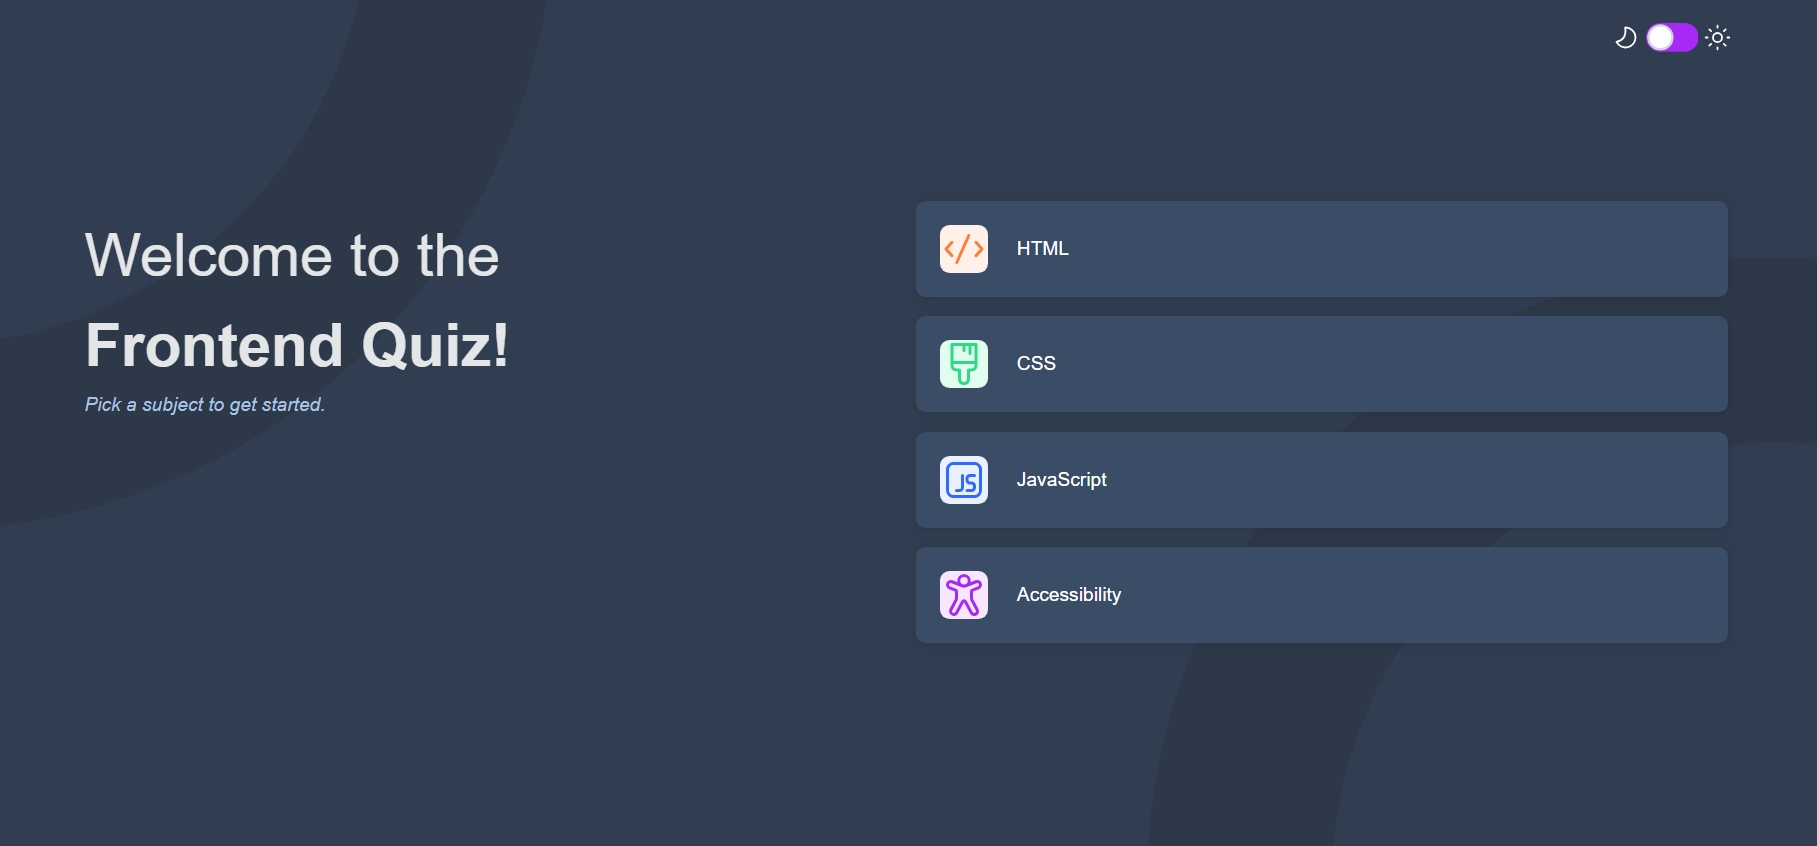 Welcome to the
Frontend Quiz!
Pick a subject to get started.
HTML
CSS
JS
JavaScript
Accessibility